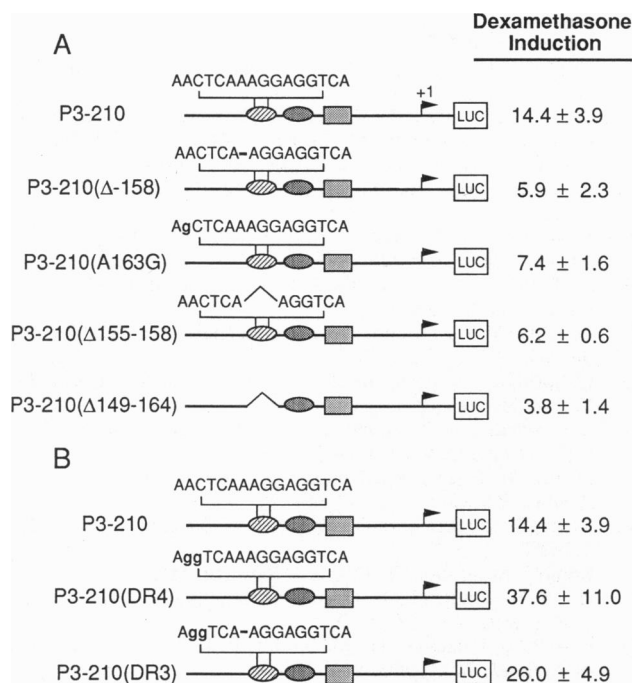 Dexamethasone
Induction
A
AACTCAAAGGAGGTCA
P3-210 +1 LUC 14.4 ± 3.9
AACTCA-AGGAGGTCA
P3-210(Δ-158) LUC 5.9 ± 2.3
AgCTCAAAGGAGGTCA
P3-210(A163G) LUC 7.4 ± 1.6
AACTCA AGGTCA
P3-210(Δ155-158) LUC 6.2 ± 0.6
P3-210(Δ149-164) LUC 3.8 ± 1.4
B
AACTCAAAGGAGGTCA
P3-210 LUC 14.4 ± 3.9
AggTCAAAGGAGGTCA
P3-210(DR4) LUC 37.6 ± 11.0
AggTCA-AGGAGGTCA
P3-210(DR3) LUC 26.0 ± 4.9